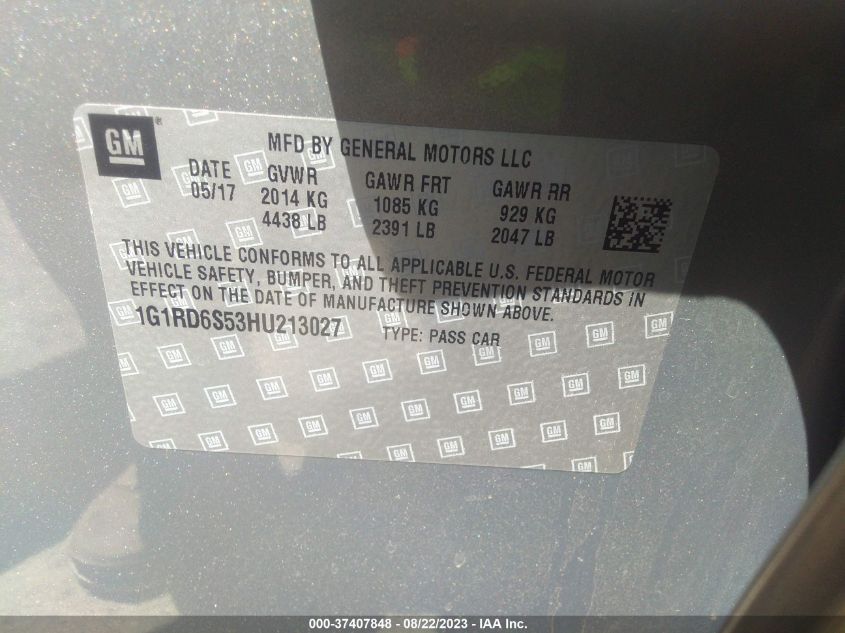 GM ®
MFD BY GENERAL MOTORS LLC
DATE GVWR GAWR FRT GAWR RR
05/17 2014 KG 1085 KG 929 KG
4438 LB 2391 LB 2047 LB
THIS VEHICLE CONFORMS TO ALL APPLICABLE U.S. FEDERAL MOTOR
VEHICLE SAFETY, BUMPER, AND THEFT PREVENTION STANDARDS IN
EFFECT ON THE DATE OF MANUFACTURE SHOWN ABOVE.
1G1RD6S53HU213027 TYPE: PASS CAR
000-37407848 - 08/22/2023 - IAA Inc.